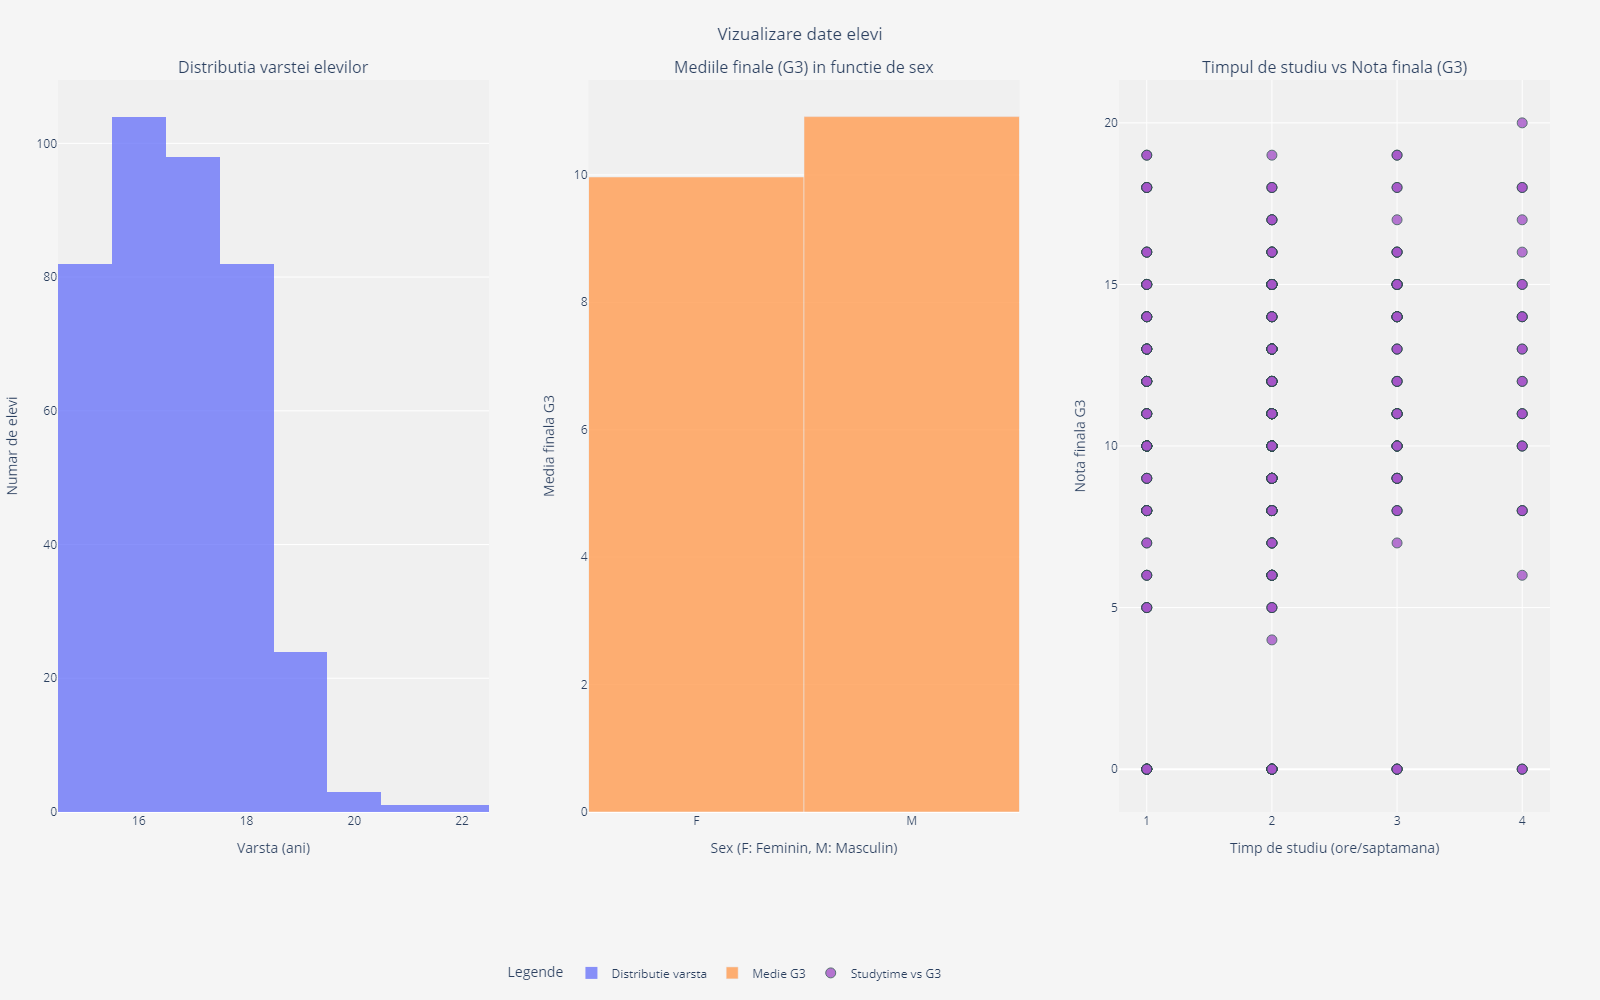 Vizualizare date elevi
Distributia varstei elevilor
Numar de elevi
100
80
60
40
20
0
16 18 20 22
Varsta (ani)
Mediile finale (G3) in functie de sex
Media finala G3
10
8
6
4
2
0
F M
Sex (F: Feminin, M: Masculin)
Timpul de studiu vs Nota finala (G3)
Nota finala G3
20
15
10
5
0
1 2 3 4
Timp de studiu (ore/saptamana)
Legende Distributie varsta Medie G3 Studytime vs G3